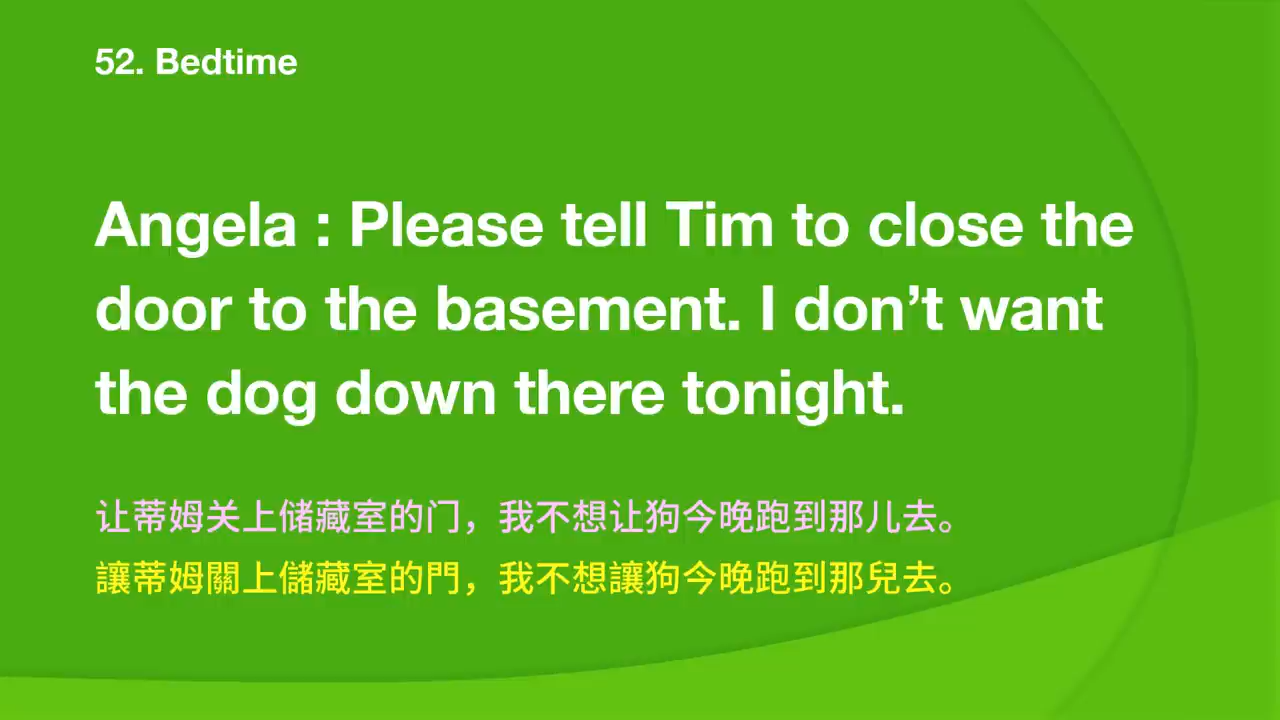 52. Bedtime
Angela : Please tell Tim to close the
door to the basement. I don’t want
the dog down there tonight.
让蒂姆关上储藏室的门，我不想让狗今晚跑到那儿去。
讓蒂姆關上儲藏室的門，我不想讓狗今晚跑到那兒去。